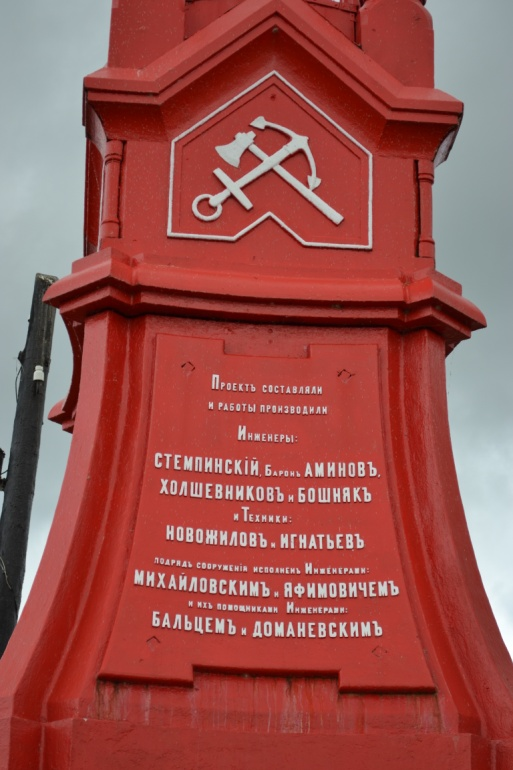 Проектъ составляли
и работы производили
Инженеры:
СТЕМПИНСКІЙ, Баронъ АМИНОВЪ,
ХОЛШЕВНИКОВЪ и БОШНЯКЪ
и Техники:
НОВОЖИЛОВЪ и ИГНАТЬЕВЪ,
подрядъ сооруженія исполненъ Инженерами:
МИХАЙЛОВСКИМЪ и ЯФИМОВИЧЕМЪ
и ихъ помощниками Инженерами:
БАЛЬЦЕМЪ и ДОМАНЕВСКИМЪ